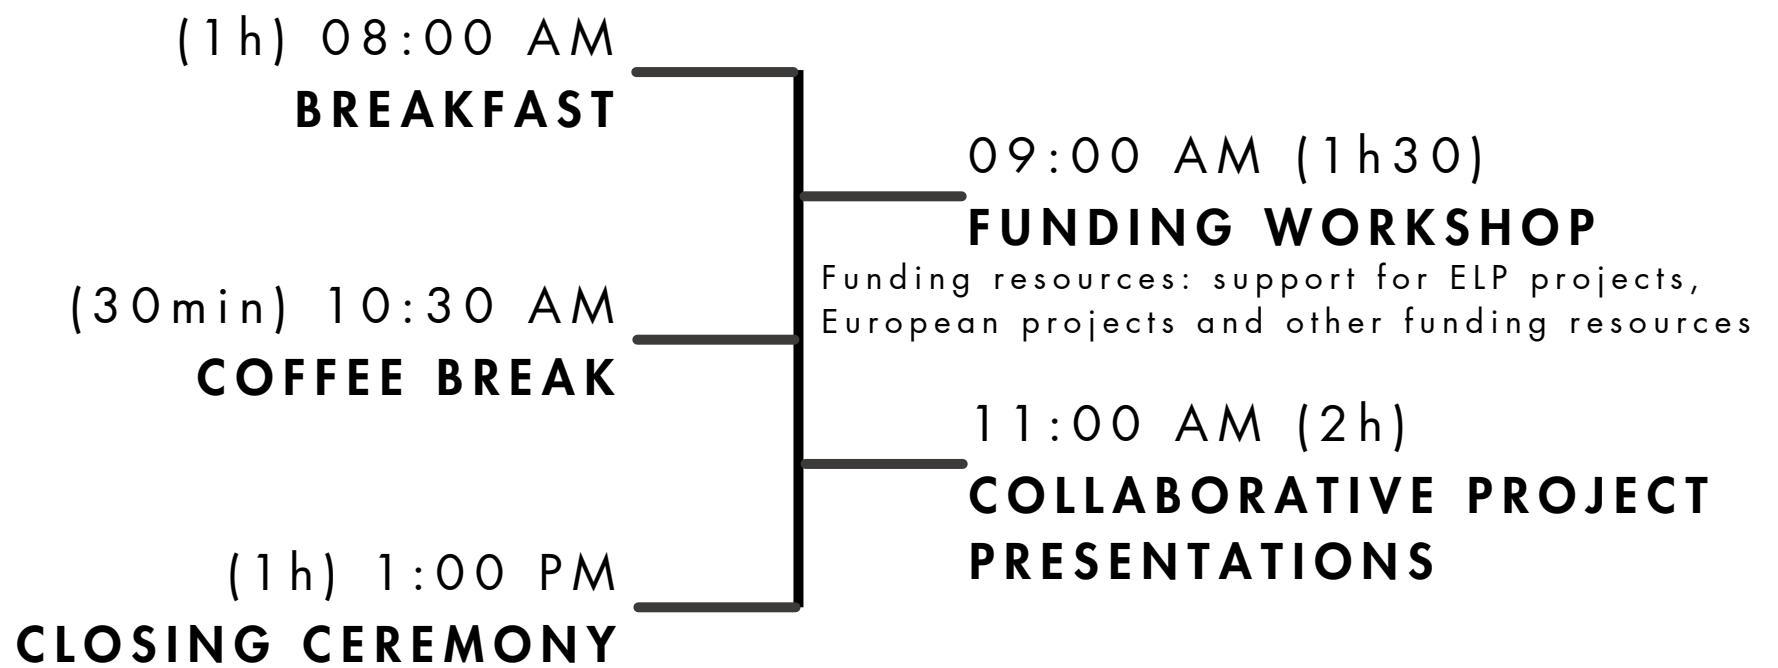 (1h) 08:00 AM
BREAKFAST
09:00 AM (1h30)
FUNDING WORKSHOP
Funding resources: support for ELP projects,
European projects and other funding resources
(30min) 10:30 AM
COFFEE BREAK
11:00 AM (2h)
COLLABORATIVE PROJECT
PRESENTATIONS
(1h) 1:00 PM
CLOSING CEREMONY